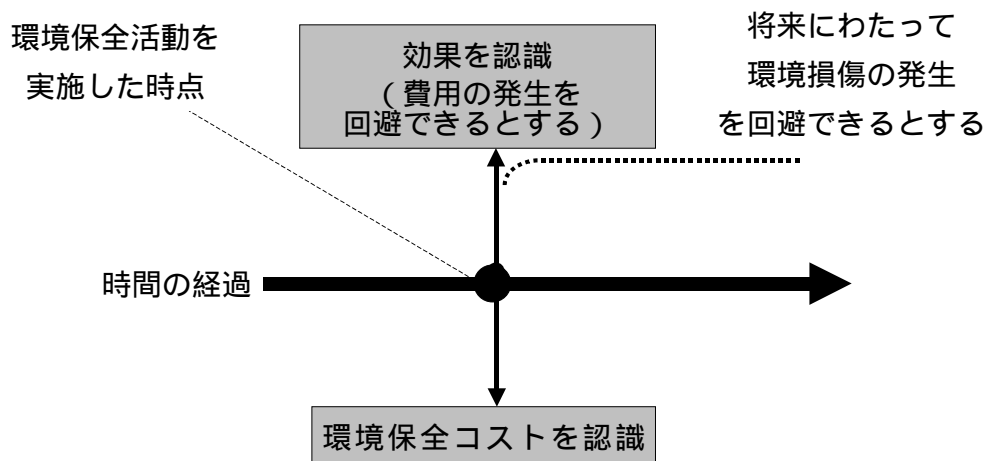 環境保全活動を
実施した時点
効果を認識
（費用の発生を
回避できるとする）
将来にわたって
環境損傷の発生
を回避できるとする
時間の経過
環境保全コストを認識